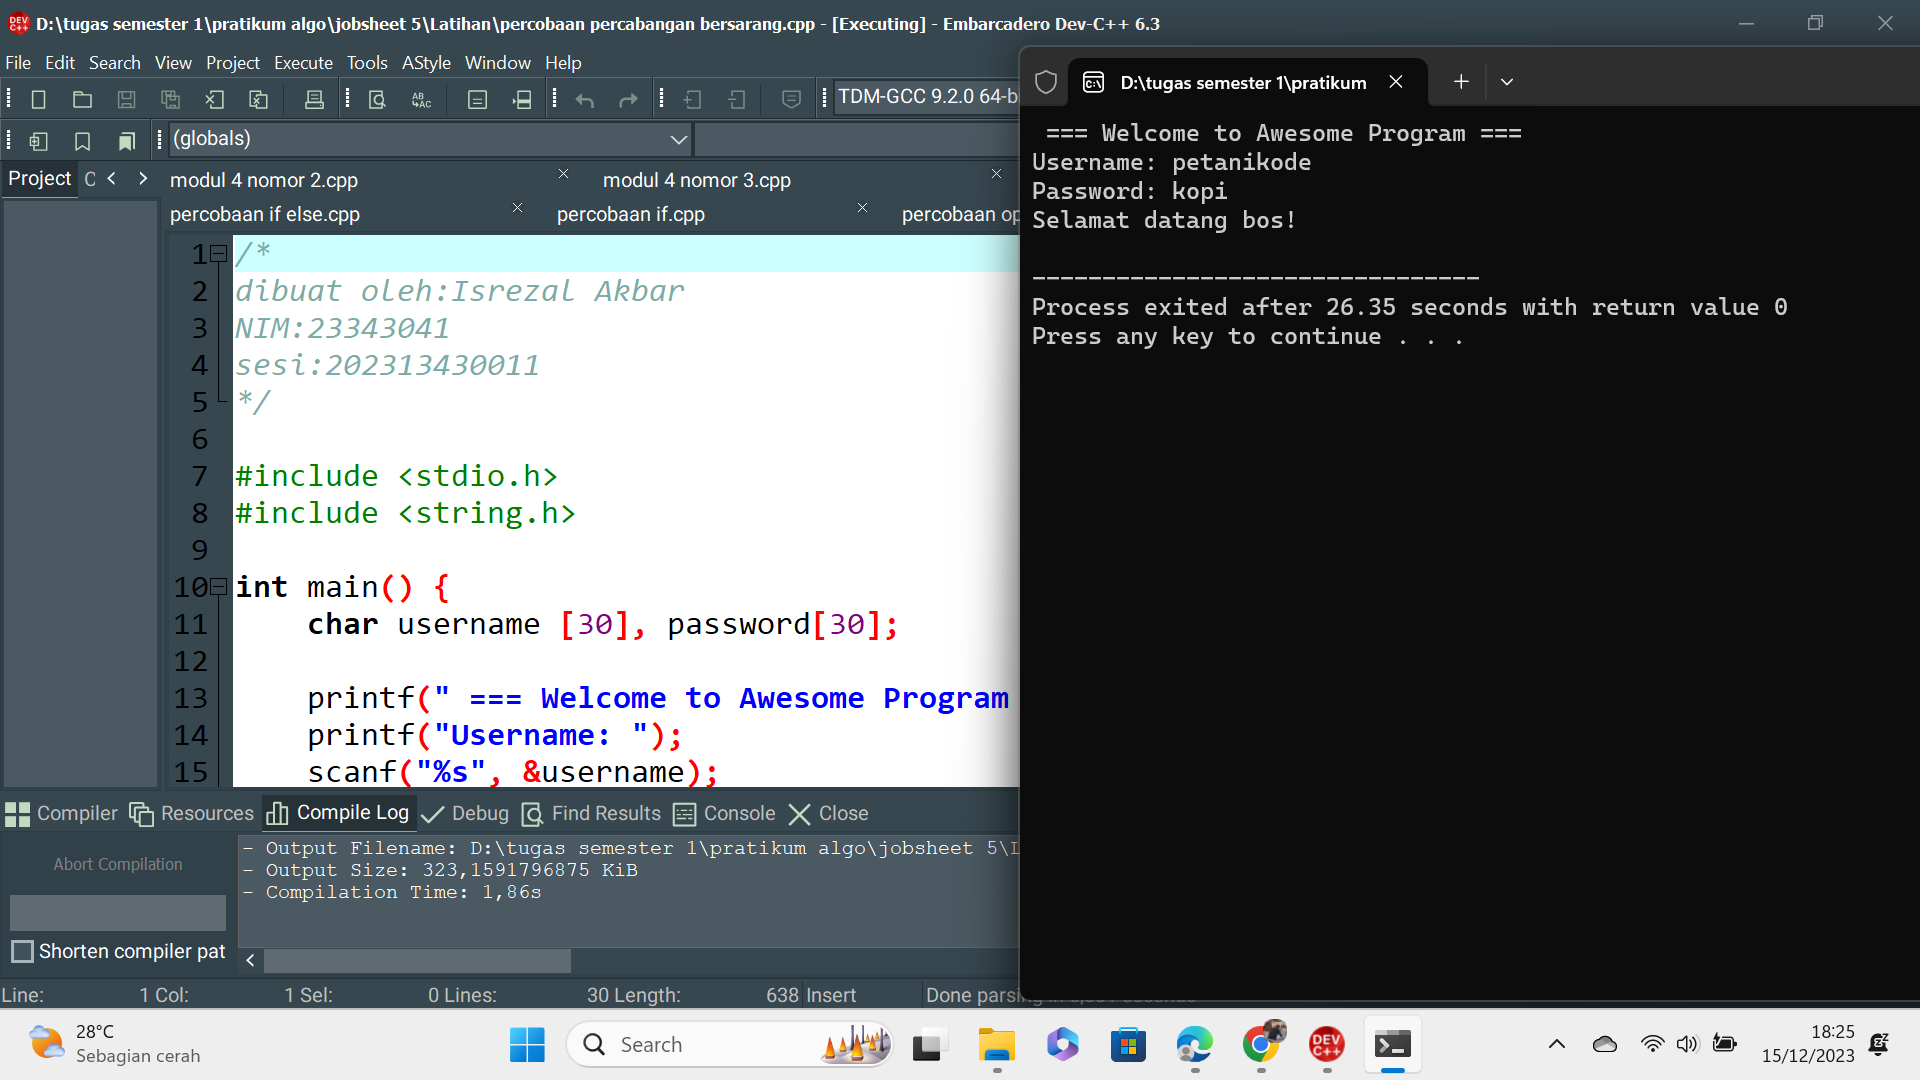 D:\tugas semester 1\pratikum algo\jobsheet 5\Latihan\percobaan percabangan bersarang.cpp - [Executing] - Embarcadero Dev-C++ 6.3
File Edit Search View Project Execute Tools AStyle Window Help
TDM-GCC 9.2.0 64-bi
(globals)
Project
modul 4 nomor 2.cpp
modul 4 nomor 3.cpp
percobaan if else.cpp
percobaan if.cpp
percobaan op
1 /*
2 dibuat oleh:Isrezal Akbar
3 NIM:23343041
4 sesi:202313430011
5 */
6
7 #include <stdio.h>
8 #include <string.h>
9
10 int main() {
11 char username [30], password[30];
12
13 printf(" === Welcome to Awesome Program
14 printf("Username: ");
15 scanf("%s", &username);
Compiler Resources Compile Log Debug Find Results Console Close
Abort Compilation
Shorten compiler pat
- Output Filename: D:\tugas semester 1\pratikum algo\jobsheet 5\L
- Output Size: 323,1591796875 KiB
- Compilation Time: 1,86s
Line: 1 Col: 1 Sel: 0 Lines: 30 Length: 638 Insert Done parsing
D:\tugas semester 1\pratikum
=== Welcome to Awesome Program ===
Username: petanikode
Password: kopi
Selamat datang bos!
--------------------------------
Process exited after 26.35 seconds with return value 0
Press any key to continue . . .
28°C
Sebagian cerah
Search
DEV C++
18:25
15/12/2023